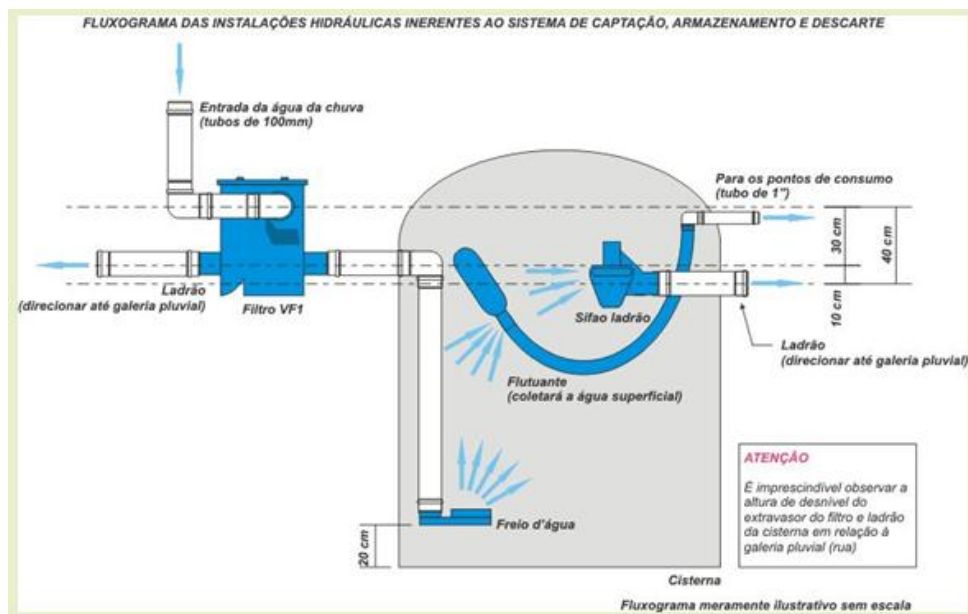 FLUXOGRAMA DAS INSTALAÇÕES HIDRÁULICAS INERENTES AO SISTEMA DE CAPTAÇÃO, ARMAZENAMENTO E DESCARTE
Entrada da água da chuva
(tubos de 100mm)
Para os pontos de consumo
(tubo de 1")
30 cm
40 cm
10 cm
Ladrão
(direcionar até galeria pluvial)
Filtro VF1
Sifao ladrão
Ladrão
(direcionar até galeria pluvial)
Flutuante
(coletará a água superficial)
ATENÇÃO
É imprescindível observar a
altura de desnível do
extravasor do filtro e ladrão
da cisterna em relação à
galeria pluvial (rua)
Freio d'água
20 cm
Cisterna
Fluxograma meramente ilustrativo sem escala